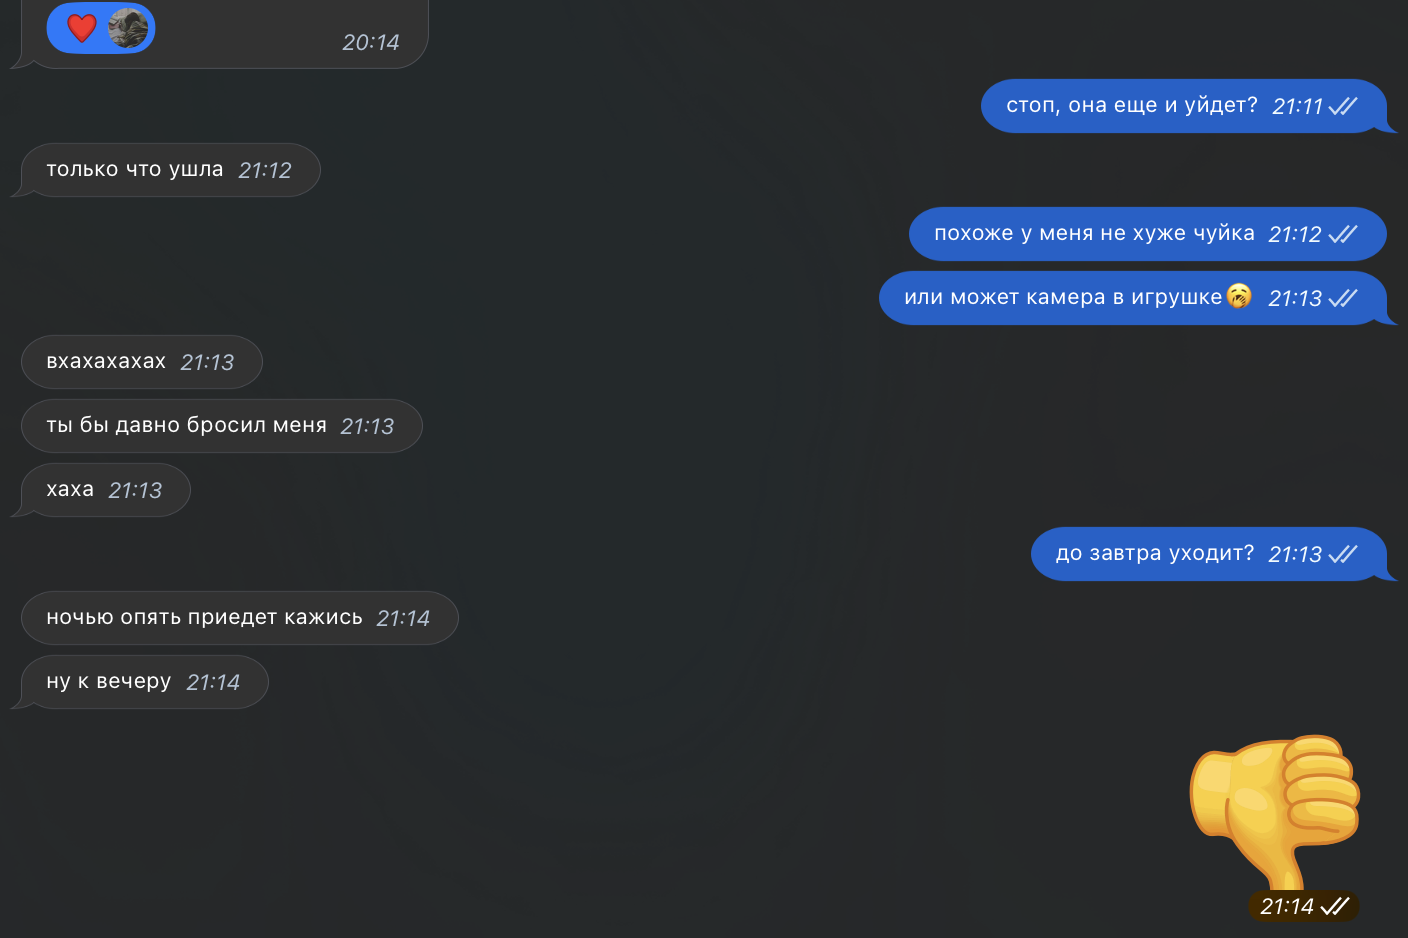 20:14
стоп, она еще и уйдет? 21:11
только что ушла 21:12
похоже у меня не хуже чуйка 21:12
или может камера в игрушке🥱 21:13
вхахахахах 21:13
ты бы давно бросил меня 21:13
хаха 21:13
до завтра уходит? 21:13
ночью опять приедет кажись 21:14
ну к вечеру 21:14
21:14